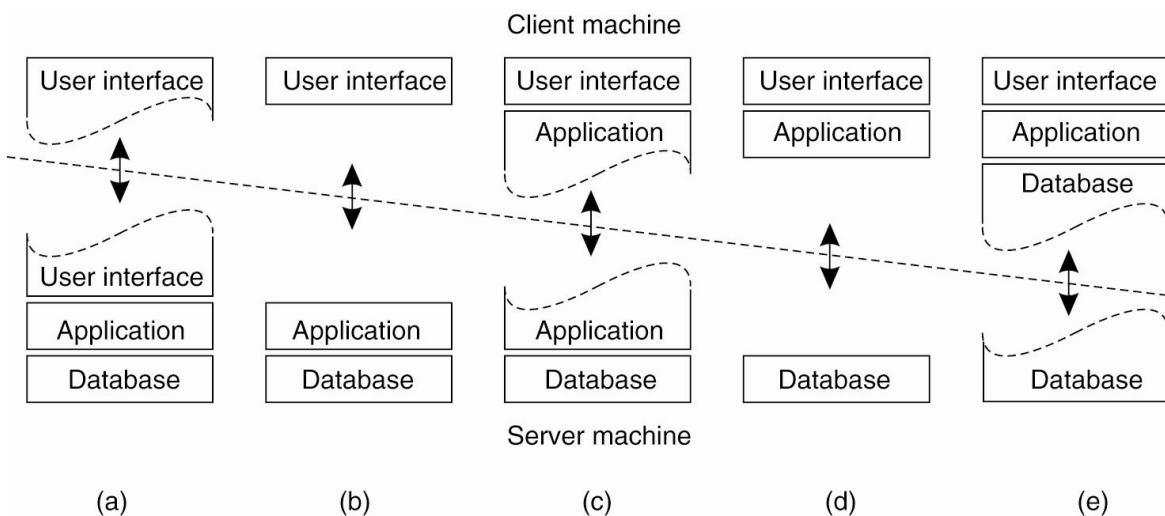 Client machine
User interface User interface User interface User interface User interface
Application Application Application
Database
User interface
Application Application Application
Database Database Database Database Database
Server machine
(a) (b) (c) (d) (e)